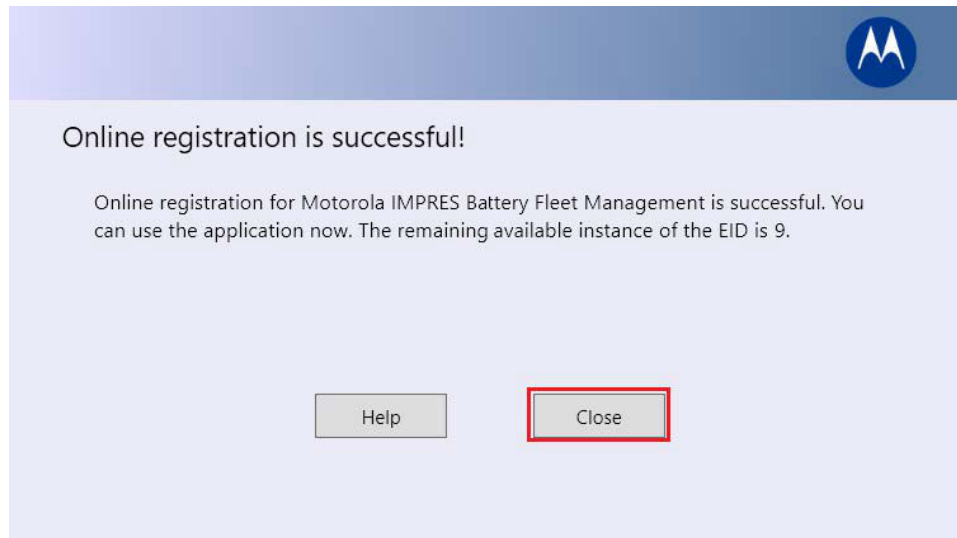 Online registration is successful!
Online registration for Motorola IMPRES Battery Fleet Management is successful. You
can use the application now. The remaining available instance of the EID is 9.
Help
Close